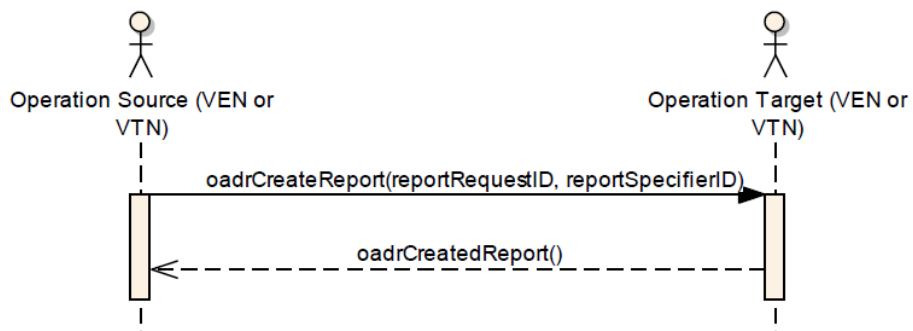 Operation Source (VEN or
VTN)
Operation Target (VEN or
VTN)
oadrCreateReport(reportRequestID, reportSpecifierID)
oadrCreatedReport()